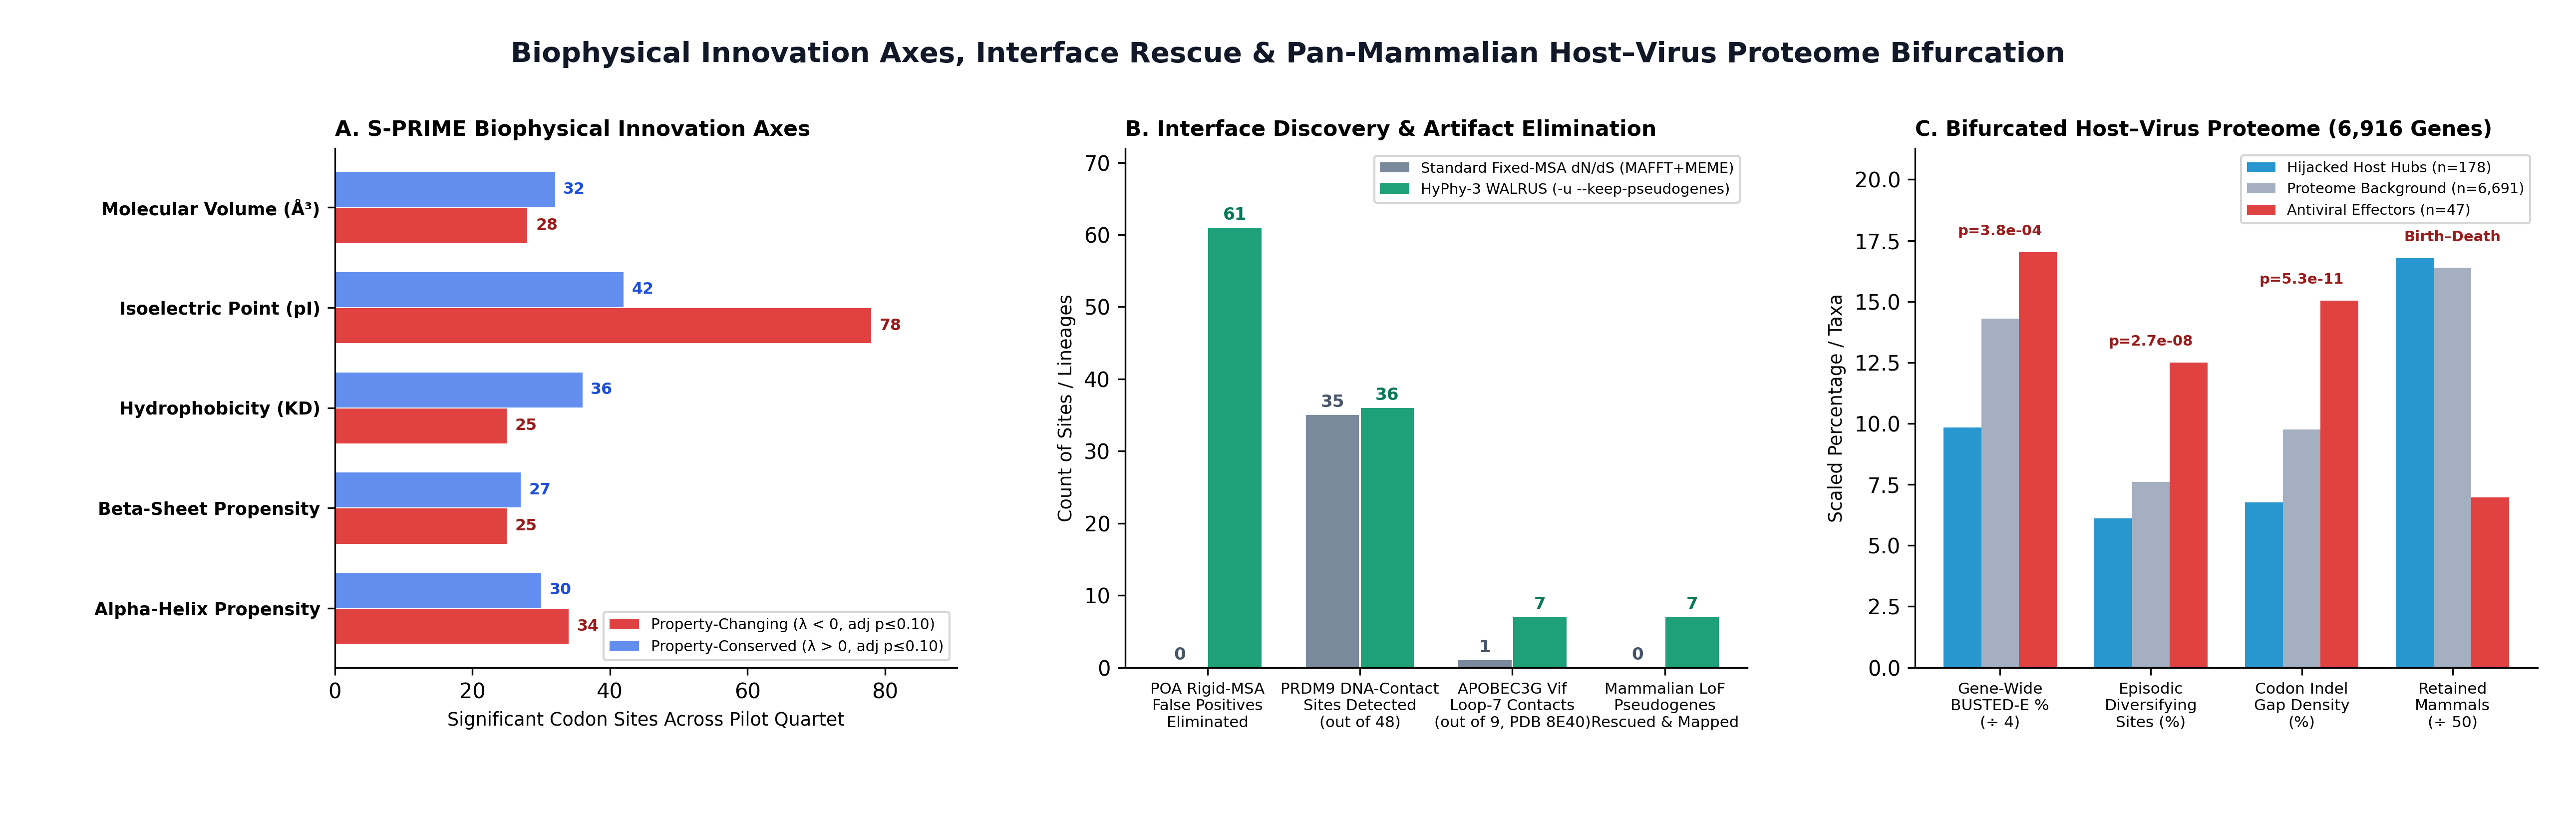 Biophysical Innovation Axes, Interface Rescue & Pan-Mammalian Host–Virus Proteome Bifurcation
A. S-PRIME Biophysical Innovation Axes
Molecular Volume (Å³)
32
28
Isoelectric Point (pI)
42
78
Hydrophobicity (KD)
36
25
Beta-Sheet Propensity
27
25
Alpha-Helix Propensity
30
34
Property-Changing (λ < 0, adj p≤0.10)
Property-Conserved (λ > 0, adj p≤0.10)
0 20 40 60 80
Significant Codon Sites Across Pilot Quartet
B. Interface Discovery & Artifact Elimination
Standard Fixed-MSA dN/dS (MAFFT+MEME)
HyPhy-3 WALRUS (-u --keep-pseudogenes)
Count of Sites / Lineages
70
60
50
40
30
20
10
0
0
61
35
36
1
7
0
7
POA Rigid-MSA
False Positives
Eliminated
PRDM9 DNA-Contact
Sites Detected
(out of 48)
APOBEC3G Vif
Loop-7 Contacts
(out of 9, PDB 8E40)
Mammalian LoF
Pseudogenes
Rescued & Mapped
C. Bifurcated Host–Virus Proteome (6,916 Genes)
Hijacked Host Hubs (n=178)
Proteome Background (n=6,691)
Antiviral Effectors (n=47)
Scaled Percentage / Taxa
20.0
17.5
15.0
12.5
10.0
7.5
5.0
2.5
0.0
p=3.8e-04
p=2.7e-08
p=5.3e-11
Birth–Death
Gene-Wide
BUSTED-E %
(÷ 4)
Episodic
Diversifying
Sites (%)
Codon Indel
Gap Density
(%)
Retained
Mammals
(÷ 50)